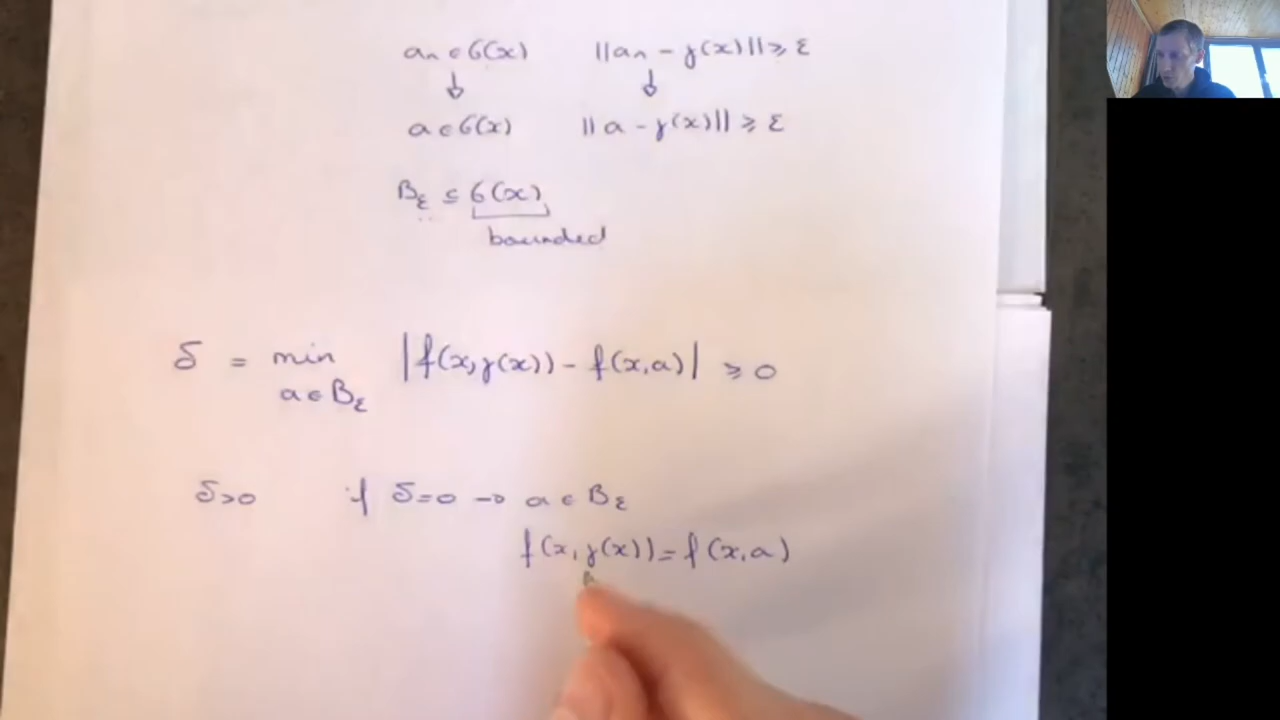 aₙ ∈ G(x) ||aₙ - y(x)|| ≥ ε
↓ ↓
a ∈ G(x) ||a - y(x)|| ≥ ε
B_ε ⊆ G(x)
bounded
δ = min |f(x,y(x)) - f(x,a)| ≥ 0
a ∈ B_ε
δ>0 if δ=0 → a ∈ B_ε
f(x,y(x)) = f(x,a)